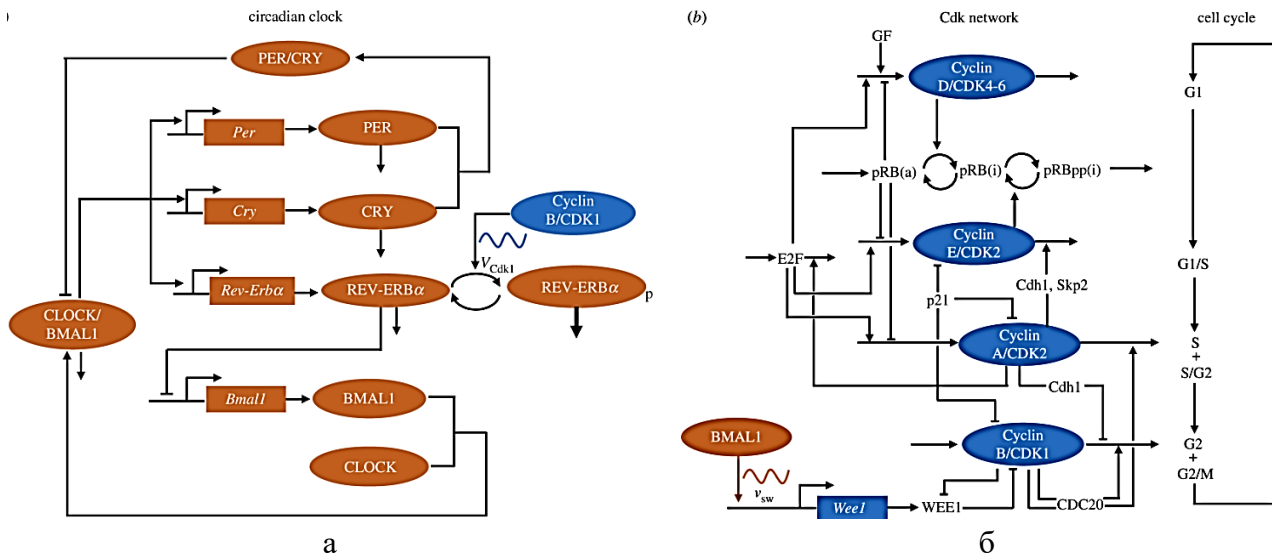 )
circadian clock
PER/CRY
Per
PER
Cry
CRY
Cyclin
B/CDK1
VCdk1
Rev-Erbα
REV-ERBα
REV-ERBα
p
CLOCK/
BMAL1
Bmal1
BMAL1
CLOCK
а
(b)
Cdk network
cell cycle
GF
Cyclin
D/CDK4-6
G1
pRB(a)
pRB(i)
pRBpp(i)
E2F
Cyclin
E/CDK2
G1/S
Cdh1, Skp2
p21
Cyclin
A/CDK2
S
+
S/G2
Cdh1
BMAL1
Cyclin
B/CDK1
G2
+
G2/M
vsw
Wee1
WEE1
CDC20
б